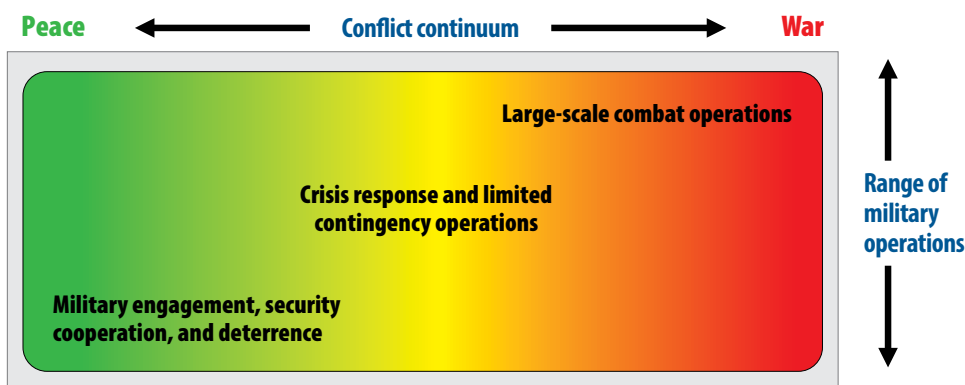 Peace
Conflict continuum
War
Large-scale combat operations
Crisis response and limited
contingency operations
Military engagement, security
cooperation, and deterrence
Range of
military
operations